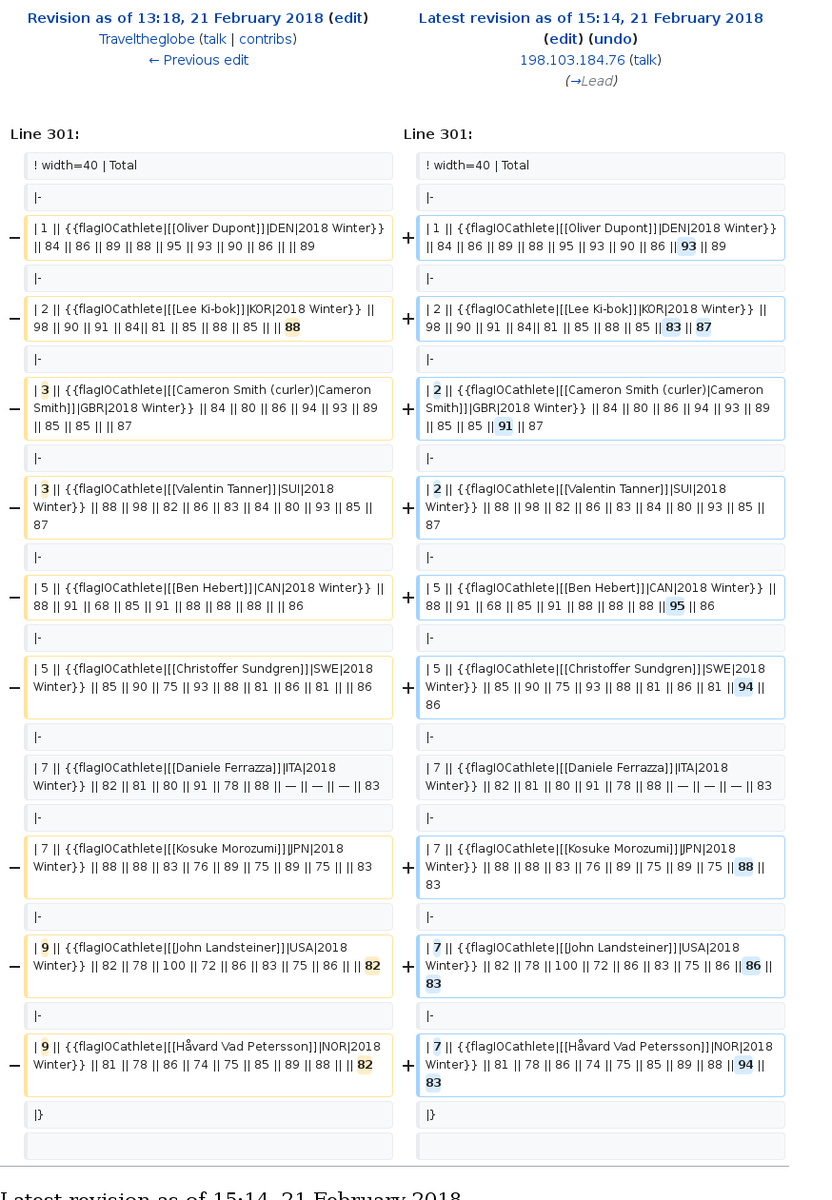 Revision as of 13:18, 21 February 2018 (edit)
Traveltheglobe (talk | contribs)
← Previous edit
Latest revision as of 15:14, 21 February 2018
(edit) (undo)
198.103.184.76 (talk)
(→Lead)
Line 301:
Line 301:
! width=40 | Total
! width=40 | Total
|-
|-
− | 1 || {{flagIOCathlete|[[Oliver Dupont]]|DEN|2018 Winter}}
|| 84 || 86 || 89 || 88 || 95 || 93 || 90 || 86 || || 89
+ | 1 || {{flagIOCathlete|[[Oliver Dupont]]|DEN|2018 Winter}}
|| 84 || 86 || 89 || 88 || 95 || 93 || 90 || 86 || 93 || 89
|-
|-
− | 2 || {{flagIOCathlete|[[Lee Ki-bok]]|KOR|2018 Winter}} ||
98 || 90 || 91 || 84|| 81 || 85 || 88 || 85 || || 88
+ | 2 || {{flagIOCathlete|[[Lee Ki-bok]]|KOR|2018 Winter}} ||
98 || 90 || 91 || 84|| 81 || 85 || 88 || 85 || 83 || 87
|-
|-
− | 3 || {{flagIOCathlete|[[Cameron Smith (curler)|Cameron
Smith]]|GBR|2018 Winter}} || 84 || 80 || 86 || 94 || 93 || 89
|| 85 || 85 || || 87
+ | 2 || {{flagIOCathlete|[[Cameron Smith (curler)|Cameron
Smith]]|GBR|2018 Winter}} || 84 || 80 || 86 || 94 || 93 || 89
|| 85 || 85 || 91 || 87
|-
|-
− | 3 || {{flagIOCathlete|[[Valentin Tanner]]|SUI|2018
Winter}} || 88 || 98 || 82 || 86 || 83 || 84 || 80 || 93 || 85 ||
87
+ | 2 || {{flagIOCathlete|[[Valentin Tanner]]|SUI|2018
Winter}} || 88 || 98 || 82 || 86 || 83 || 84 || 80 || 93 || 85 ||
87
|-
|-
− | 5 || {{flagIOCathlete|[[Ben Hebert]]|CAN|2018 Winter}} ||
88 || 91 || 68 || 85 || 91 || 88 || 88 || 88 || || 86
+ | 5 || {{flagIOCathlete|[[Ben Hebert]]|CAN|2018 Winter}} ||
88 || 91 || 68 || 85 || 91 || 88 || 88 || 88 || 95 || 86
|-
|-
− | 5 || {{flagIOCathlete|[[Christoffer Sundgren]]|SWE|2018
Winter}} || 85 || 90 || 75 || 93 || 88 || 81 || 86 || 81 || || 86
+ | 5 || {{flagIOCathlete|[[Christoffer Sundgren]]|SWE|2018
Winter}} || 85 || 90 || 75 || 93 || 88 || 81 || 86 || 81 || 94 ||
86
|-
|-
| 7 || {{flagIOCathlete|[[Daniele Ferrazza]]|ITA|2018
Winter}} || 82 || 81 || 80 || 91 || 78 || 88 || — || — || — || 83
| 7 || {{flagIOCathlete|[[Daniele Ferrazza]]|ITA|2018
Winter}} || 82 || 81 || 80 || 91 || 78 || 88 || — || — || — || 83
|-
|-
− | 7 || {{flagIOCathlete|[[Kosuke Morozumi]]|JPN|2018
Winter}} || 88 || 88 || 83 || 76 || 89 || 75 || 89 || 75 || || 83
+ | 7 || {{flagIOCathlete|[[Kosuke Morozumi]]|JPN|2018
Winter}} || 88 || 88 || 83 || 76 || 89 || 75 || 89 || 75 || 88 ||
83
|-
|-
− | 9 || {{flagIOCathlete|[[John Landsteiner]]|USA|2018
Winter}} || 82 || 78 || 100 || 72 || 86 || 83 || 75 || 86 || || 82
+ | 7 || {{flagIOCathlete|[[John Landsteiner]]|USA|2018
Winter}} || 82 || 78 || 100 || 72 || 86 || 83 || 75 || 86 || 86 ||
83
|-
|-
− | 9 || {{flagIOCathlete|[[Håvard Vad Petersson]]|NOR|2018
Winter}} || 81 || 78 || 86 || 74 || 75 || 85 || 89 || 88 || || 82
+ | 7 || {{flagIOCathlete|[[Håvard Vad Petersson]]|NOR|2018
Winter}} || 81 || 78 || 86 || 74 || 75 || 85 || 89 || 88 || 94 ||
83
|}
|}
Latest revision as of 15:14, 21 February 2018